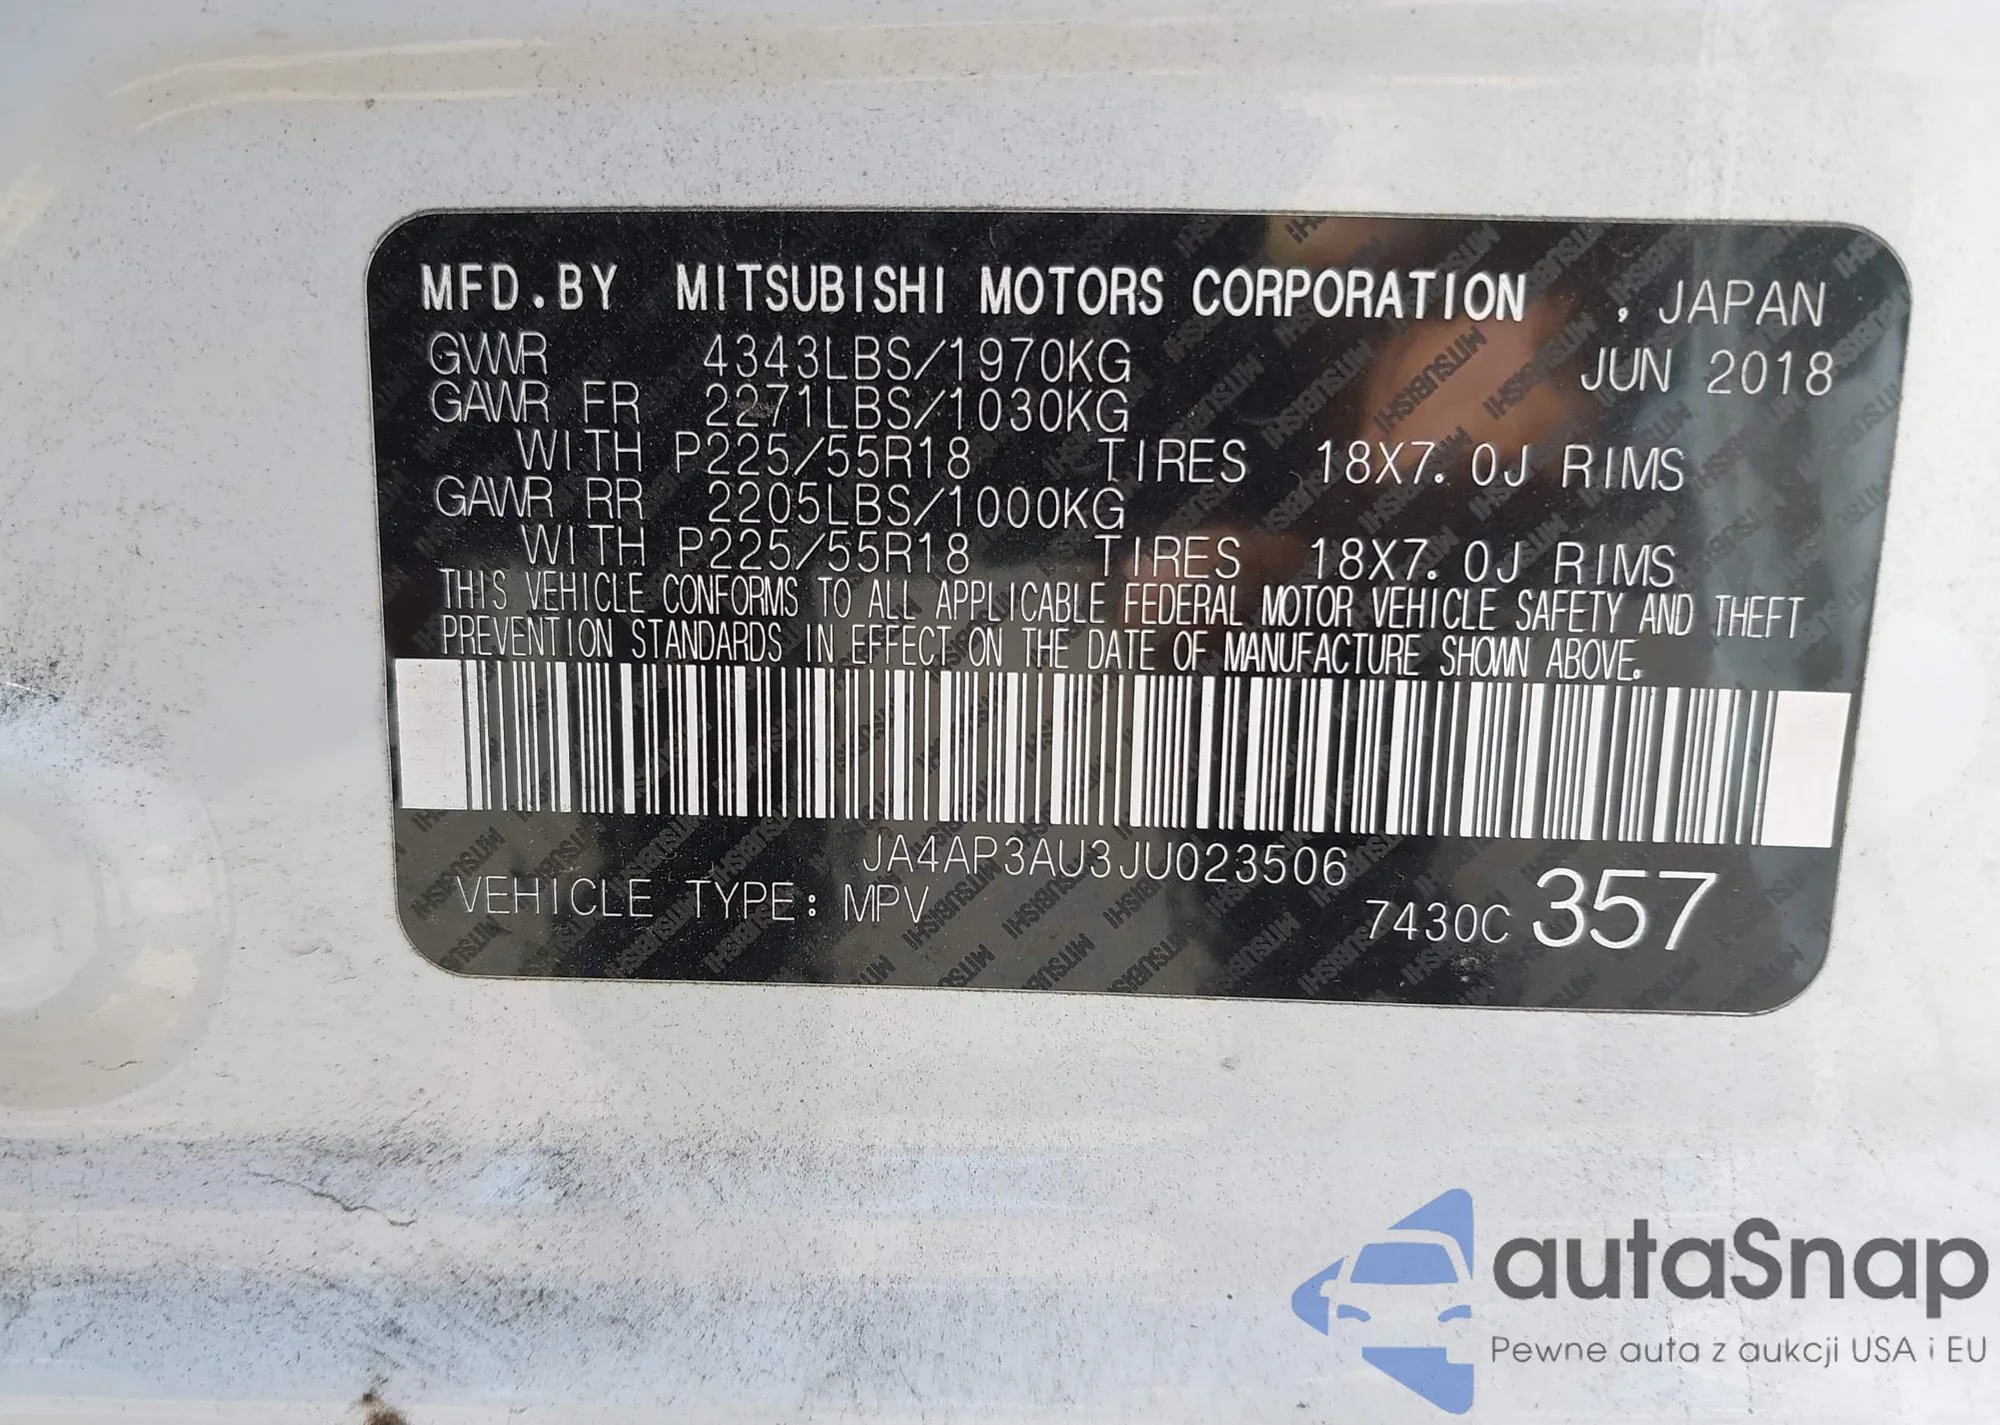 MFD.BY MITSUBISHI MOTORS CORPORATION , JAPAN
GVWR 4343LBS/1970KG JUN 2018
GAWR FR 2271LBS/1030KG
WITH P225/55R18 TIRES 18X7.0J RIMS
GAWR RR 2205LBS/1000KG
WITH P225/55R18 TIRES 18X7.0J RIMS
THIS VEHICLE CONFORMS TO ALL APPLICABLE FEDERAL MOTOR VEHICLE SAFETY AND THEFT
PREVENTION STANDARDS IN EFFECT ON THE DATE OF MANUFACTURE SHOWN ABOVE.
JA4AP3AU3JU023506
VEHICLE TYPE: MPV 7430C 357
autaSnap
Pewne auta z aukcji USA i EU